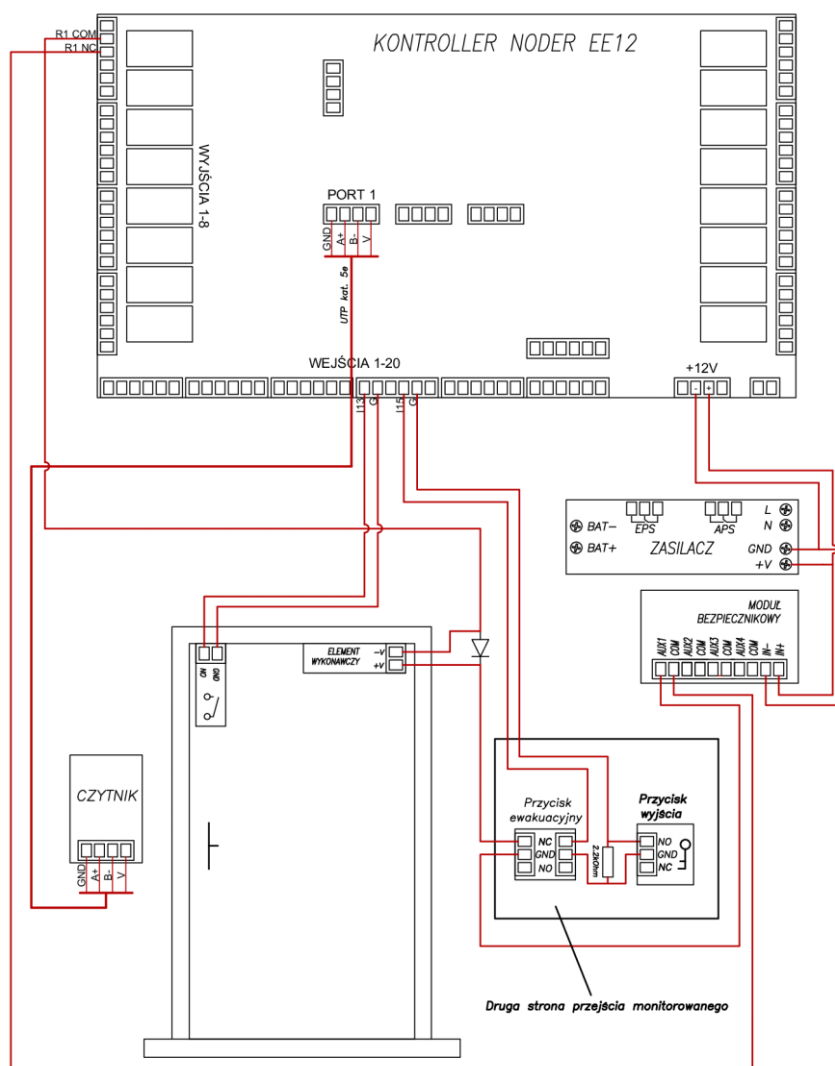 KONTROLLER NODER EE12
R1 COM
R1 NC
WYJŚCIA 1-8
PORT 1
GND
A+
B-
V
UTP kat. 5e
WEJŚCIA 1-20
+12V
- +
I13
G
I15
G
L
N
GND
+V
BAT-
BAT+
EPS
APS
ZASILACZ
MODUŁ
BEZPIECZNIKOWY
AUX1
COM
AUX2
COM
AUX3
COM
AUX4
COM
IN-
IN+
NO
GND
ELEMENT
WYKONAWCZY
-V
+V
CZYTNIK
GND
A+
B-
V
Przycisk
ewakuacyjny
NC
GND
NO
2.2kOhm
Przycisk
wyjścia
NO
GND
NC
Druga strona przejścia monitorowanego